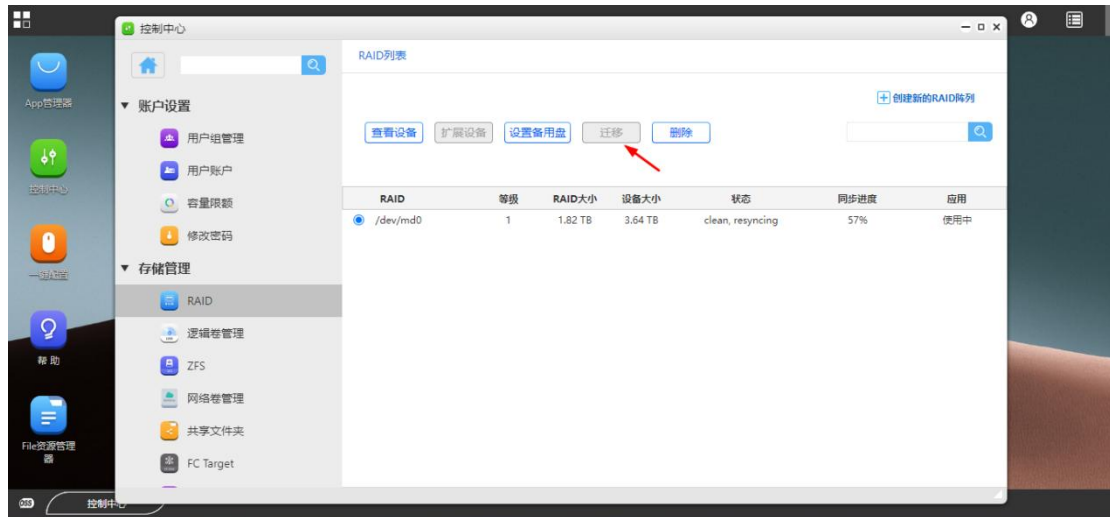 控制中心
RAID列表
App管理器
账户设置
创建新的RAID阵列
用户组管理
查看设备 扩展设备 设置备用盘 迁移 删除
用户账户
控制中心
容量限额
RAID 等级 RAID大小 设备大小 状态 同步进度 应用
/dev/md0 1 1.82 TB 3.64 TB clean, resyncing 57% 使用中
修改密码
存储管理
RAID
逻辑卷管理
帮 助
ZFS
网络卷管理
共享文件夹
File资源管理
器
FC Target
控制中心